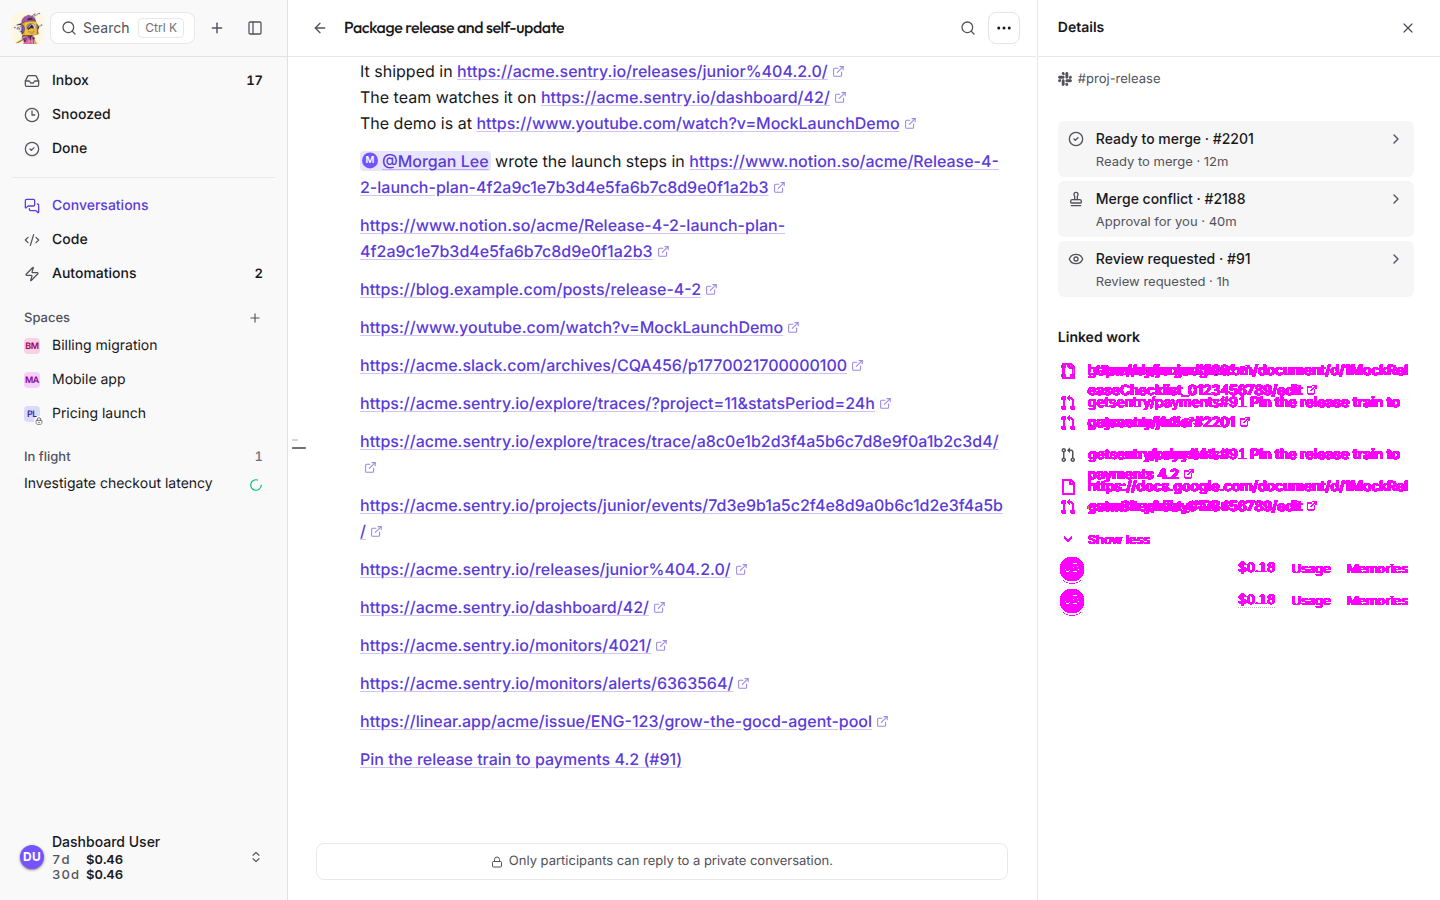 Search Ctrl K
Inbox 17
Snoozed
Done
Conversations
Code
Automations 2
Spaces
BM Billing migration
MA Mobile app
PL Pricing launch
In flight 1
Investigate checkout latency
DU Dashboard User
7d $0.46
30d $0.46
Package release and self-update
It shipped in https://acme.sentry.io/releases/junior%404.2.0/
The team watches it on https://acme.sentry.io/dashboard/42/
The demo is at https://www.youtube.com/watch?v=MockLaunchDemo
M @Morgan Lee wrote the launch steps in https://www.notion.so/acme/Release-4-
2-launch-plan-4f2a9c1e7b3d4e5fa6b7c8d9e0f1a2b3
https://www.notion.so/acme/Release-4-2-launch-plan-
4f2a9c1e7b3d4e5fa6b7c8d9e0f1a2b3
https://blog.example.com/posts/release-4-2
https://www.youtube.com/watch?v=MockLaunchDemo
https://acme.slack.com/archives/CQA456/p1770021700000100
https://acme.sentry.io/explore/traces/?project=11&statsPeriod=24h
https://acme.sentry.io/explore/traces/trace/a8c0e1b2d3f4a5b6c7d8e9f0a1b2c3d4/
https://acme.sentry.io/projects/junior/events/7d3e9b1a5c2f4e8d9a0b6c1d2e3f4a5b
/
https://acme.sentry.io/releases/junior%404.2.0/
https://acme.sentry.io/dashboard/42/
https://acme.sentry.io/monitors/4021/
https://acme.sentry.io/monitors/alerts/6363564/
https://linear.app/acme/issue/ENG-123/grow-the-gocd-agent-pool
Pin the release train to payments 4.2 (#91)
Only participants can reply to a private conversation.
Details
#proj-release
Ready to merge · #2201
Ready to merge · 12m
Merge conflict · #2188
Approval for you · 40m
Review requested · #91
Review requested · 1h
Linked work
getsentry/payments#91 Pin the release train to
#91 Pin the release train to
payments 4.2
https://docs.google.com/document/d/1MockRel
Show less
$0.18 Usage Memories
$0.18 Usage Memories